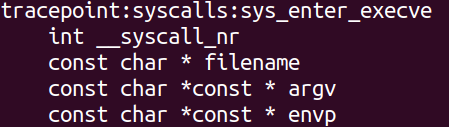 tracepoint:syscalls:sys_enter_execve
    int __syscall_nr
    const char * filename
    const char *const * argv
    const char *const * envp